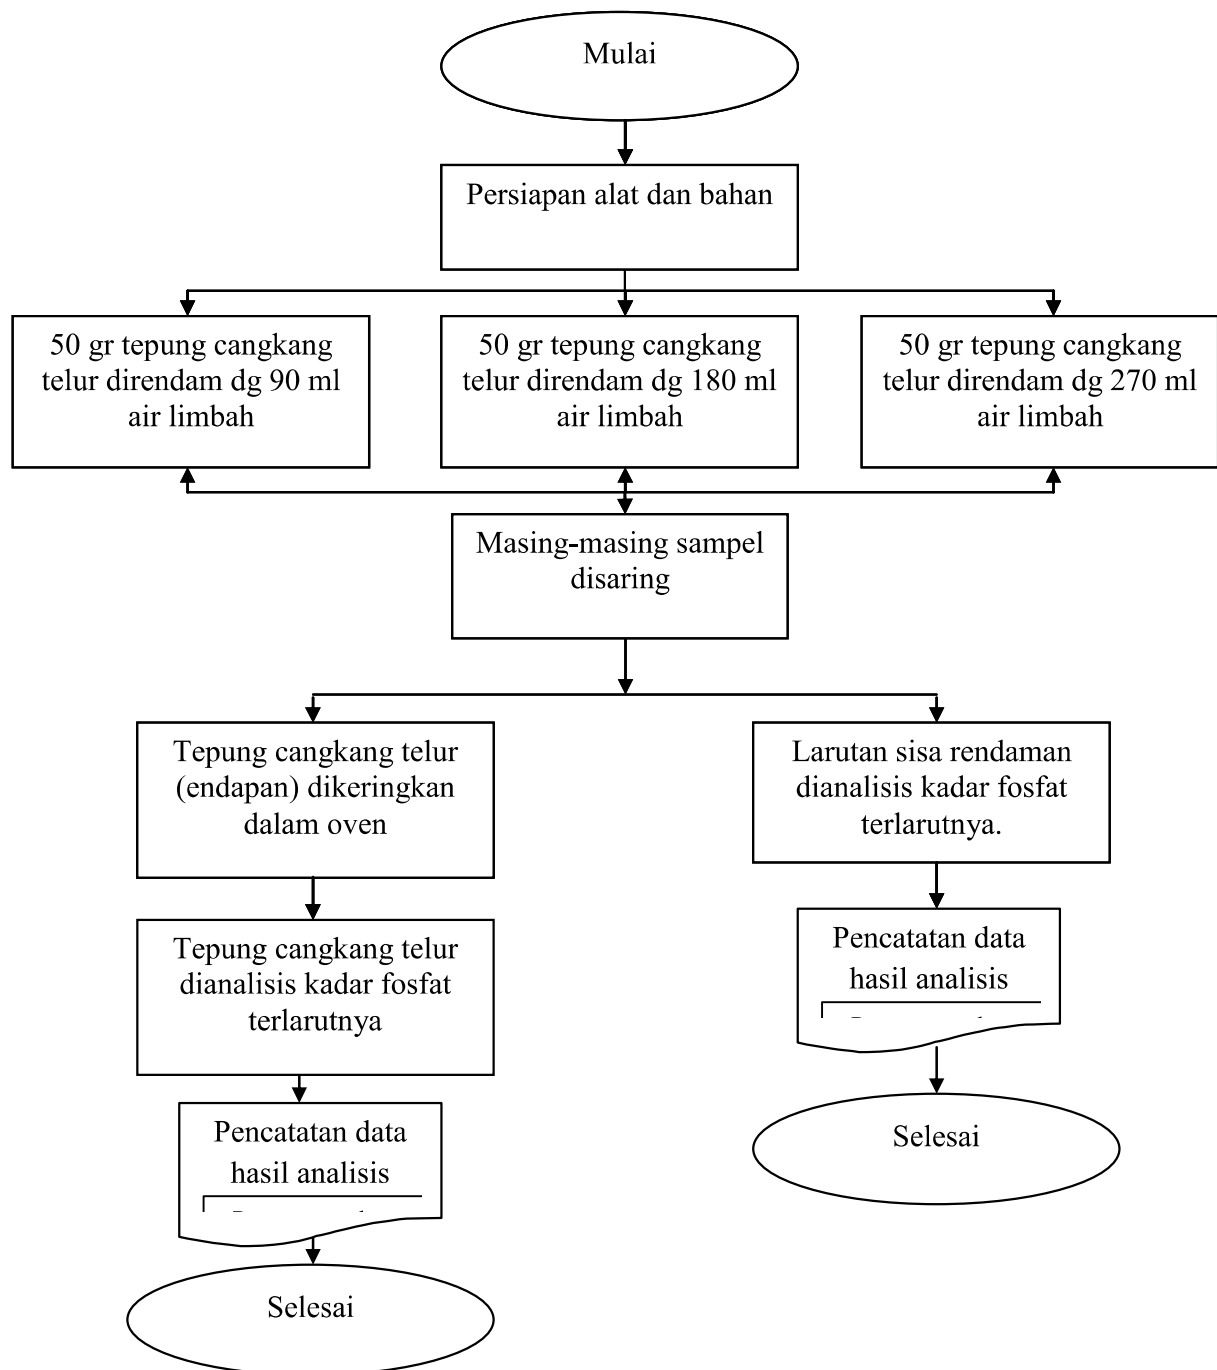 Mulai
Persiapan alat dan bahan
50 gr tepung cangkang
telur direndam dg 90 ml
air limbah
50 gr tepung cangkang
telur direndam dg 180 ml
air limbah
50 gr tepung cangkang
telur direndam dg 270 ml
air limbah
Masing-masing sampel
disaring
Tepung cangkang telur
(endapan) dikeringkan
dalam oven
Larutan sisa rendaman
dianalisis kadar fosfat
terlarutnya.
Tepung cangkang telur
dianalisis kadar fosfat
terlarutnya
Pencatatan data
hasil analisis
Pencatatan data
hasil analisis
Selesai
Selesai